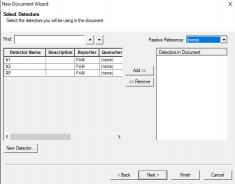 New Document Wizard
Select Detectors
Select the detectors you will be using in the document.
Find:
Passive Reference: (none)
Detector Name Description Reporter Quencher
Detectors in Document
N1 FAM (none)
N2 FAM (none)
RP FAM (none)
Add >>
<< Remove
New Detector...
< Back Next > Finish Cancel